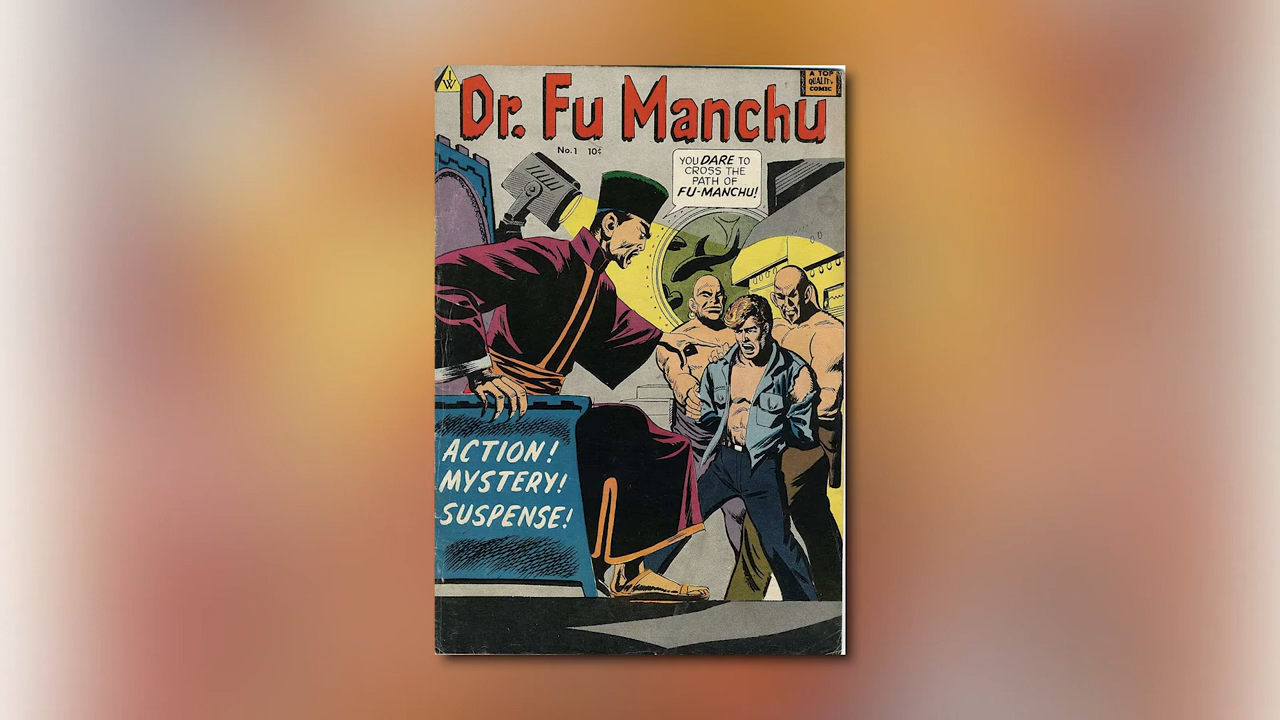 I
W
Dr. Fu Manchu
A TOP
QUALITY
COMIC
No. 1 10¢
YOU DARE TO
CROSS THE
PATH OF
FU-MANCHU!
ACTION!
MYSTERY!
SUSPENSE!